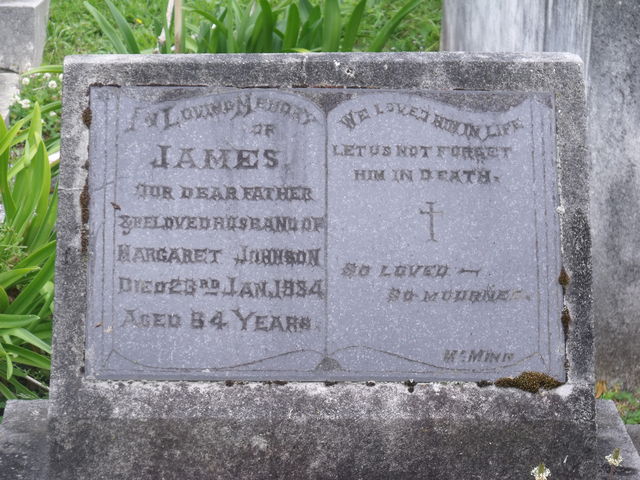 In Loving Memory
OF
JAMES.
OUR DEAR FATHER
& BELOVED HUSBAND OF
MARGARET JOHNSON
DIED 23RD JAN. 1934
AGED 64 YEARS.
WE LOVED HIM IN LIFE
LET US NOT FORGET
HIM IN DEATH.
SO LOVED —
SO MOURNED.
McMINN